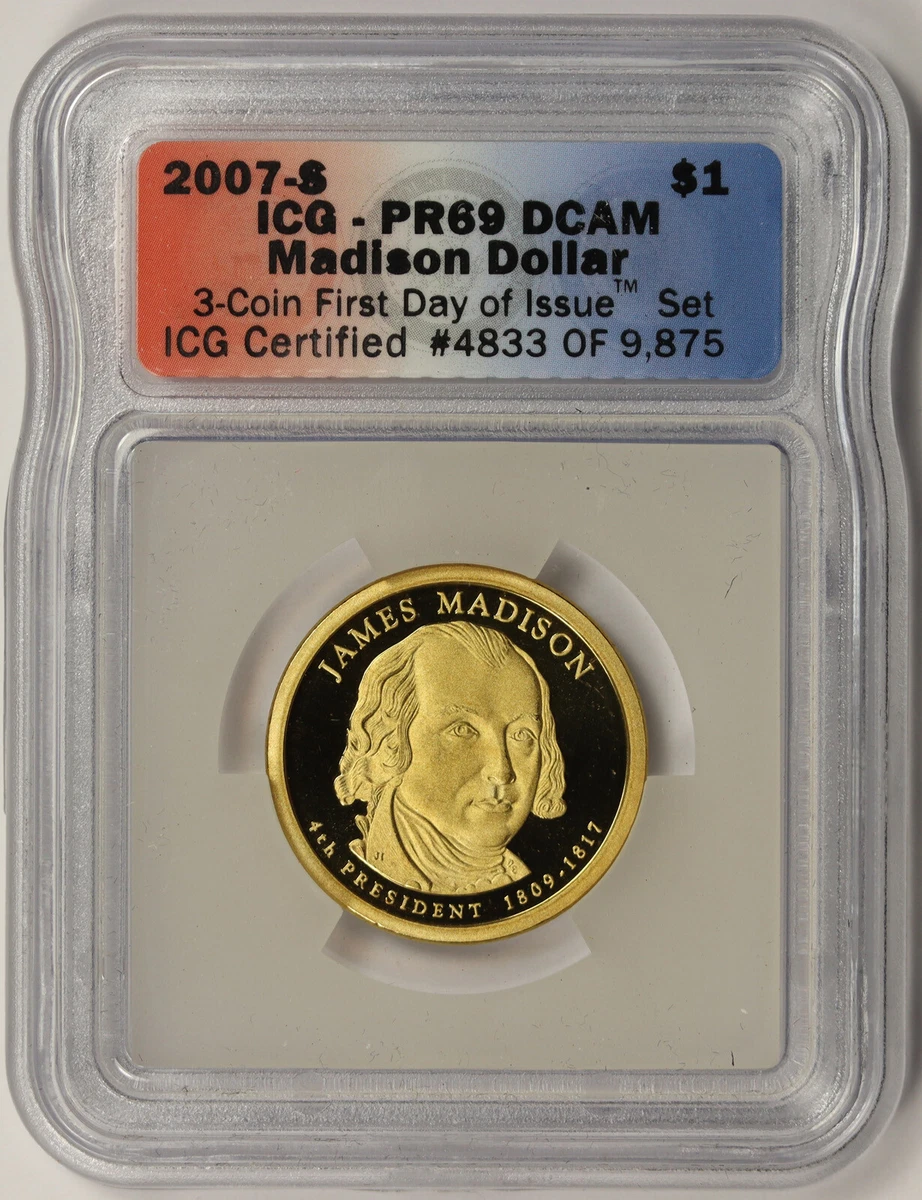 2007-S $1
ICG - PR69 DCAM
Madison Dollar
3-Coin First Day of Issue™ Set
ICG Certified #4833 OF 9,875
JAMES MADISON
JI
4th PRESIDENT 1809-1817